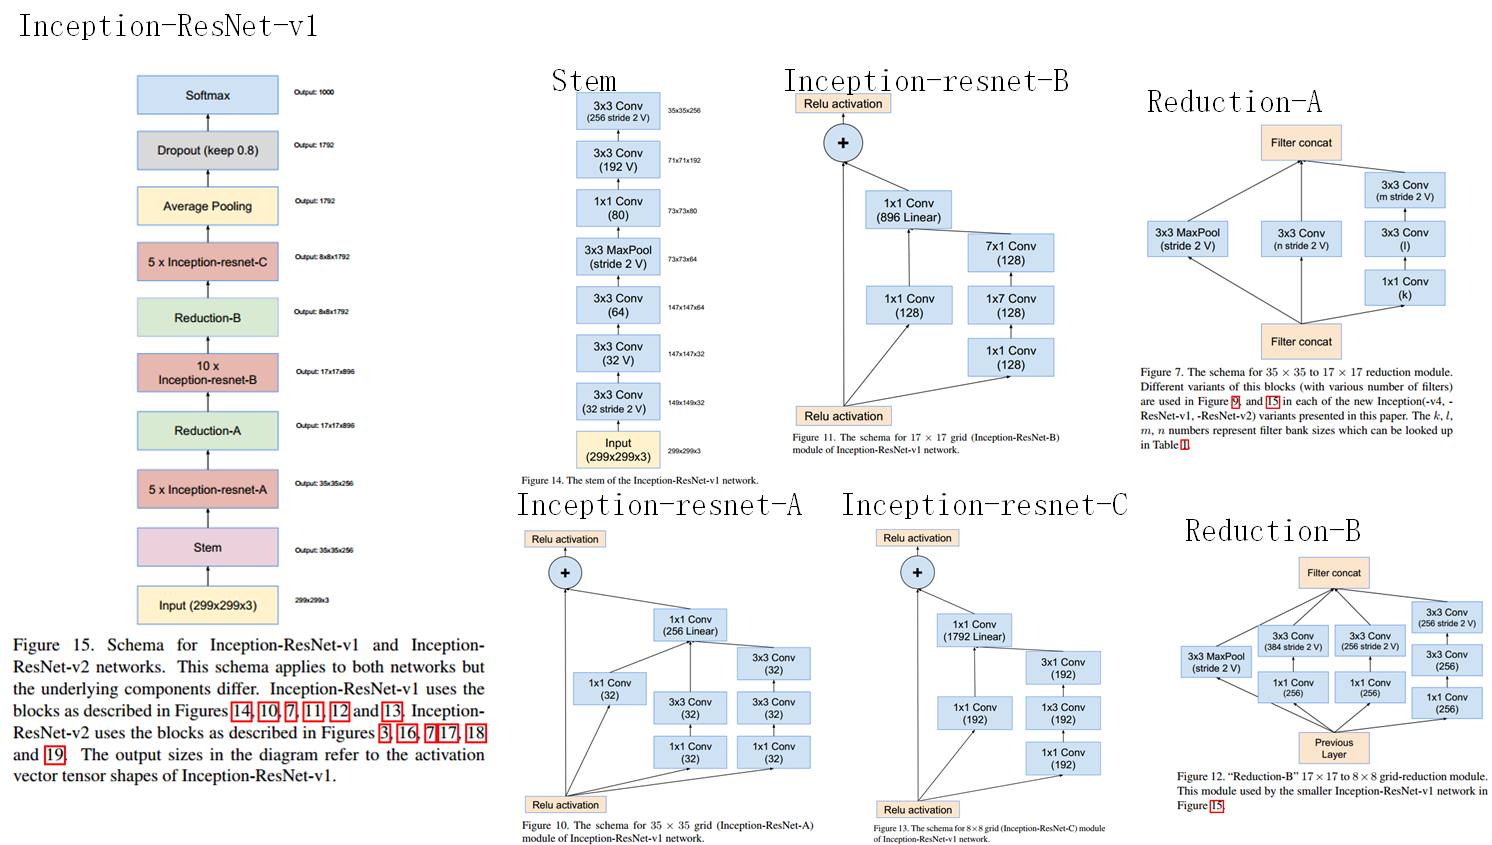 Inception-ResNet-v1
Softmax
Output: 1000
Dropout (keep 0.8)
Output: 1792
Average Pooling
Output: 1792
5 x Inception-resnet-C
Output: 8x8x1792
Reduction-B
Output: 8x8x1792
10 x
Inception-resnet-B
Output: 17x17x896
Reduction-A
Output: 17x17x896
5 x Inception-resnet-A
Output: 35x35x256
Stem
Output: 35x35x256
Input (299x299x3)
299x299x3
Figure 15. Schema for Inception-ResNet-v1 and Inception-
ResNet-v2 networks. This schema applies to both networks but
the underlying components differ. Inception-ResNet-v1 uses the
blocks as described in Figures 14, 10, 7, 11, 12 and 13. Inception-
ResNet-v2 uses the blocks as described in Figures 3, 16, 7,17, 18
and 19. The output sizes in the diagram refer to the activation
vector tensor shapes of Inception-ResNet-v1.
Stem
3x3 Conv
(256 stride 2 V)
35x35x256
3x3 Conv
(192 V)
71x71x192
1x1 Conv
(80)
73x73x80
3x3 MaxPool
(stride 2 V)
73x73x64
3x3 Conv
(64)
147x147x64
3x3 Conv
(32 V)
147x147x32
3x3 Conv
(32 stride 2 V)
149x149x32
Input
(299x299x3)
299x299x3
Figure 14. The stem of the Inception-ResNet-v1 network.
Inception-resnet-B
Relu activation
+
1x1 Conv
(896 Linear)
7x1 Conv
(128)
1x1 Conv
(128)
1x7 Conv
(128)
1x1 Conv
(128)
Relu activation
Figure 11. The schema for 17 × 17 grid (Inception-ResNet-B)
module of Inception-ResNet-v1 network.
Reduction-A
Filter concat
3x3 Conv
(m stride 2 V)
3x3 MaxPool
(stride 2 V)
3x3 Conv
(n stride 2 V)
3x3 Conv
(l)
1x1 Conv
(k)
Filter concat
Figure 7. The schema for 35 × 35 to 17 × 17 reduction module.
Different variants of this blocks (with various number of filters)
are used in Figure 9, and 15 in each of the new Inception(-v4, -
ResNet-v1, -ResNet-v2) variants presented in this paper. The k, l,
m, n numbers represent filter bank sizes which can be looked up
in Table 1.
Inception-resnet-A
Relu activation
+
1x1 Conv
(256 Linear)
3x3 Conv
(32)
1x1 Conv
(32)
3x3 Conv
(32)
3x3 Conv
(32)
1x1 Conv
(32)
1x1 Conv
(32)
Relu activation
Figure 10. The schema for 35 × 35 grid (Inception-ResNet-A)
module of Inception-ResNet-v1 network.
Inception-resnet-C
Relu activation
+
1x1 Conv
(1792 Linear)
3x1 Conv
(192)
1x1 Conv
(192)
1x3 Conv
(192)
1x1 Conv
(192)
Relu activation
Figure 13. The schema for 8×8 grid (Inception-ResNet-C) module
of Inception-ResNet-v1 network.
Reduction-B
Filter concat
3x3 Conv
(256 stride 2 V)
3x3 Conv
(384 stride 2 V)
3x3 Conv
(256 stride 2 V)
3x3 MaxPool
(stride 2 V)
3x3 Conv
(256)
1x1 Conv
(256)
1x1 Conv
(256)
1x1 Conv
(256)
Previous
Layer
Figure 12. “Reduction-B” 17×17 to 8×8 grid-reduction module.
This module used by the smaller Inception-ResNet-v1 network in
Figure 15.